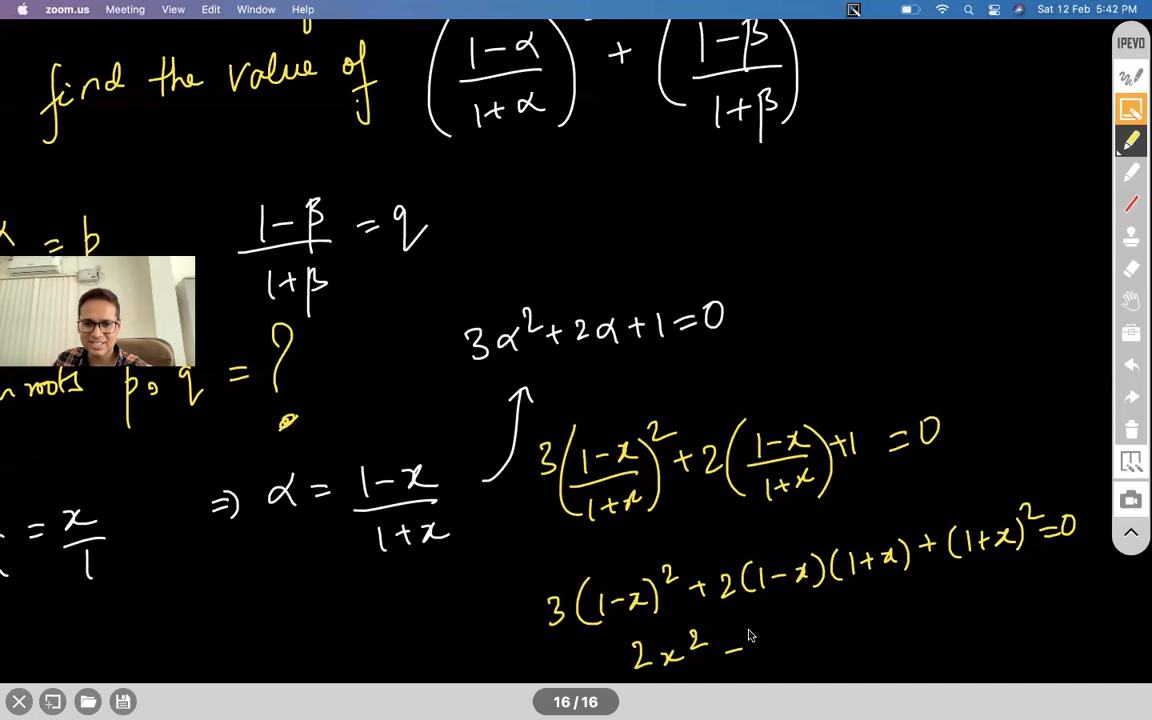 zoom.us Meeting View Edit Window Help Sat 12 Feb 5:42 PM
IPEVO
find the value of (1-α/1+α) + (1-β/1+β)
α = b
1-β/1+β = q
3α²+2α+1=0
roots p, q = ?
3(1-x/1+x)²+2(1-x/1+x)+1 =0
= x/1
⇒ α = 1-x/1+x
3(1-x)²+2(1-x)(1+x)+(1+x)²=0
2x² -
16/16